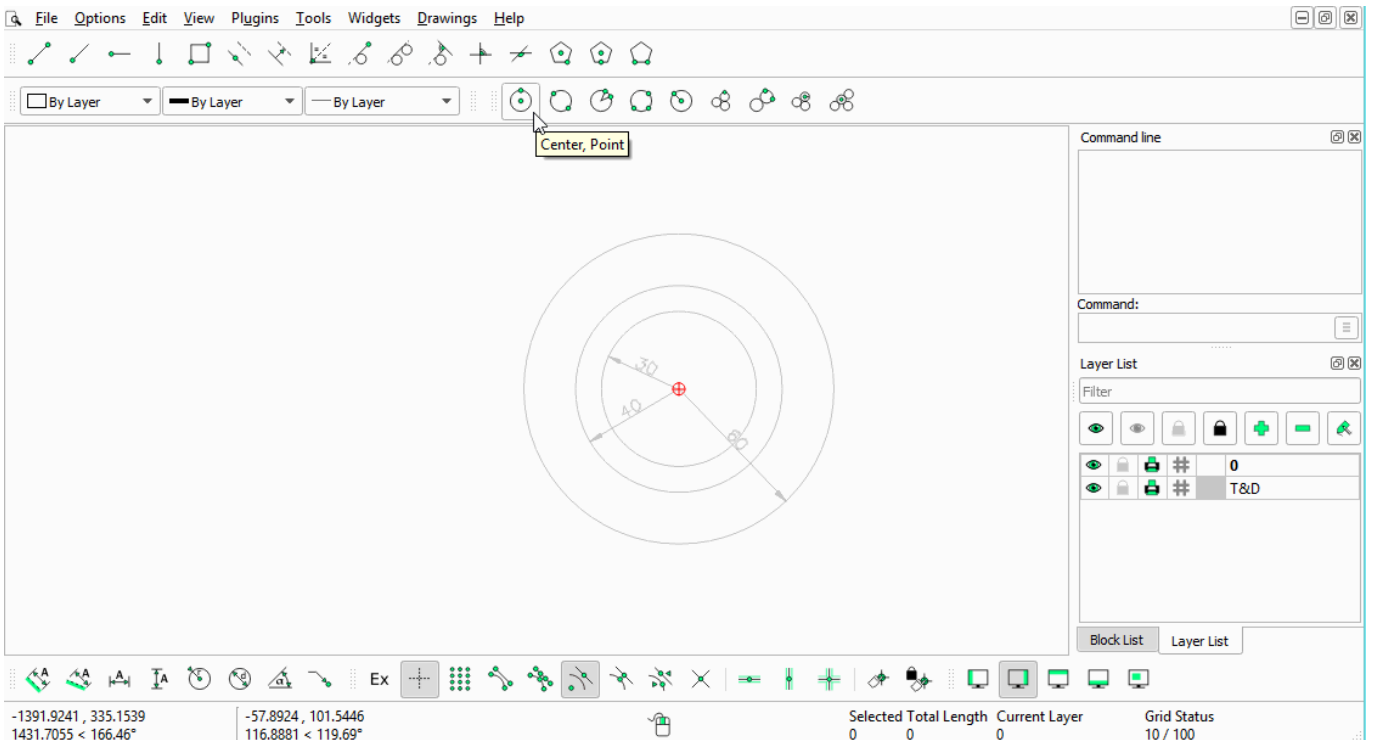 File Options Edit View Plugins Tools Widgets Drawings Help
By Layer By Layer By Layer
Center, Point
Command line
Command:
Layer List
Filter
0
T&D
30
40
60
Block List Layer List
Ex
-1391.9241 , 335.1539 -57.8924 , 101.5446 Selected Total Length Current Layer Grid Status
1431.7055 < 166.46° 116.8881 < 119.69° 0 0 0 10 / 100